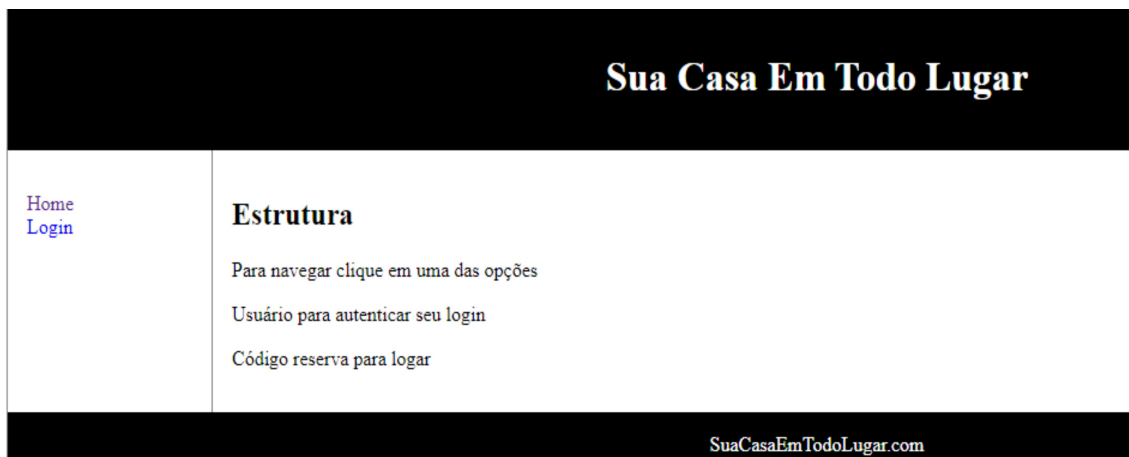 Sua Casa Em Todo Lugar
Home
Login
Estrutura
Para navegar clique em uma das opções
Usuário para autenticar seu login
Código reserva para logar
SuaCasaEmTodoLugar.com